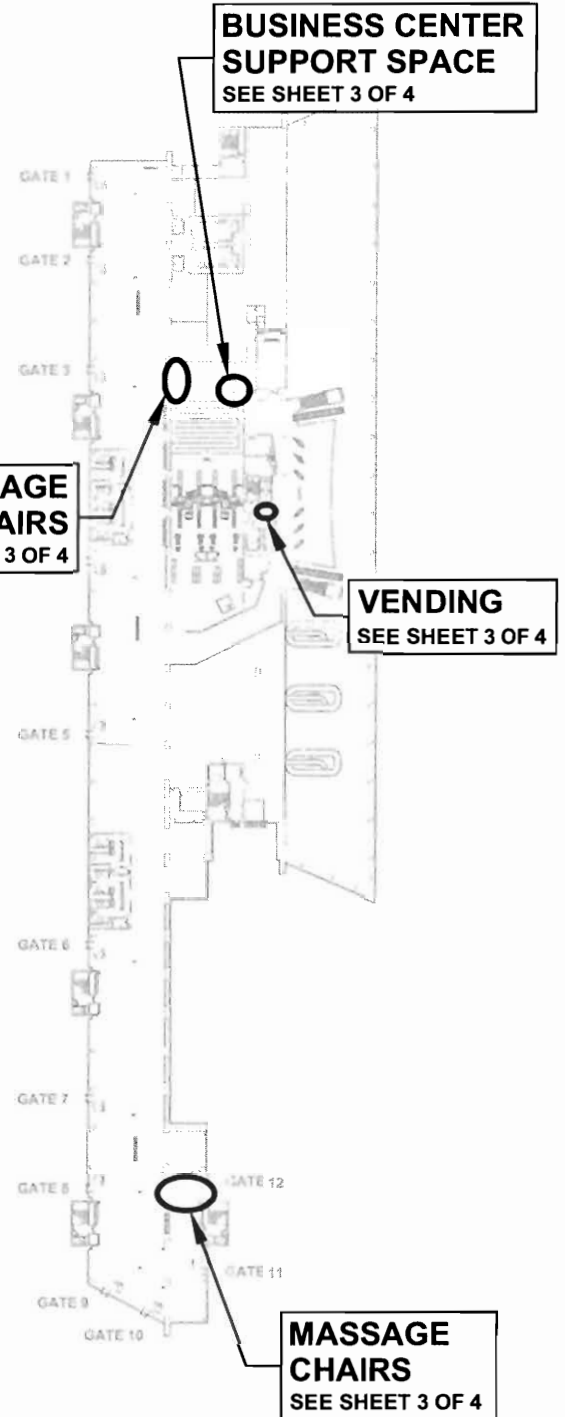 BUSINESS CENTER
SUPPORT SPACE
SEE SHEET 3 OF 4
GATE 1
GATE 2
GATE 3
AGE
AIRS
3 OF 4
VENDING
SEE SHEET 3 OF 4
GATE 5
GATE 6
GATE 7
GATE 8
GATE 12
GATE 11
GATE 9
GATE 10
MASSAGE
CHAIRS
SEE SHEET 3 OF 4